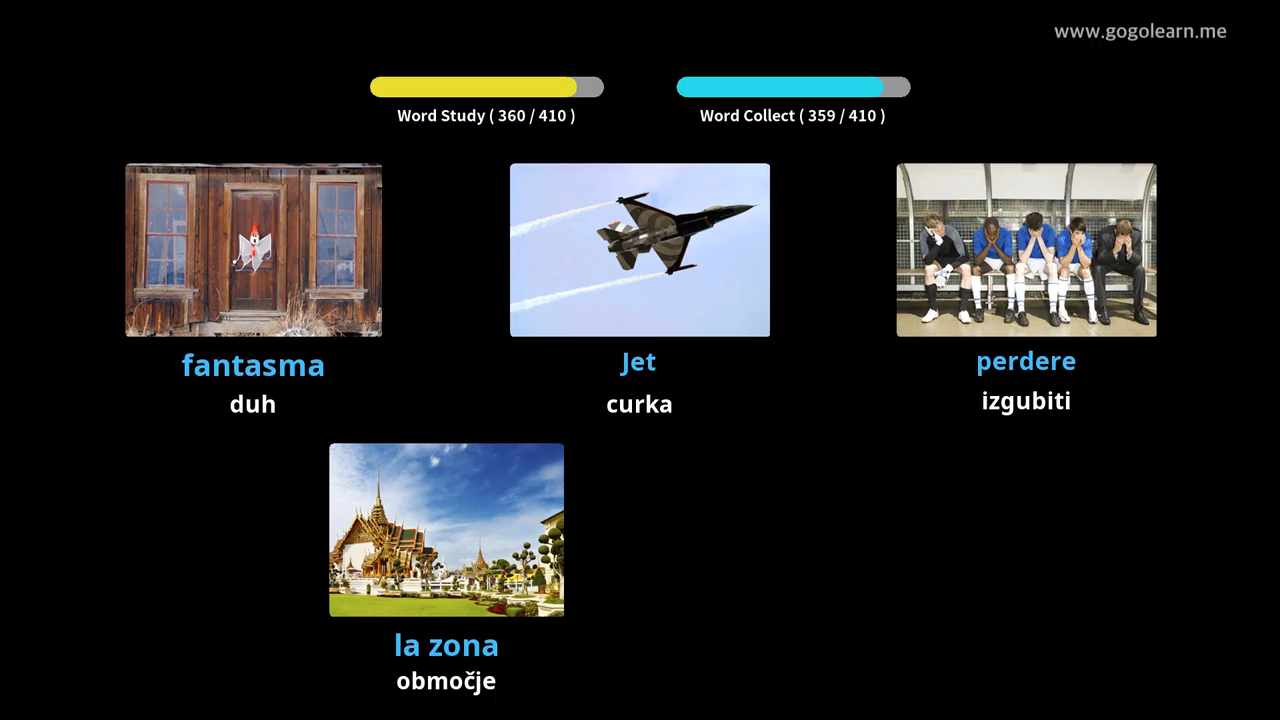 www.gogolearn.me
Word Study ( 360 / 410 )
Word Collect ( 359 / 410 )
fantasma
duh
Jet
curka
perdere
izgubiti
la zona
območje